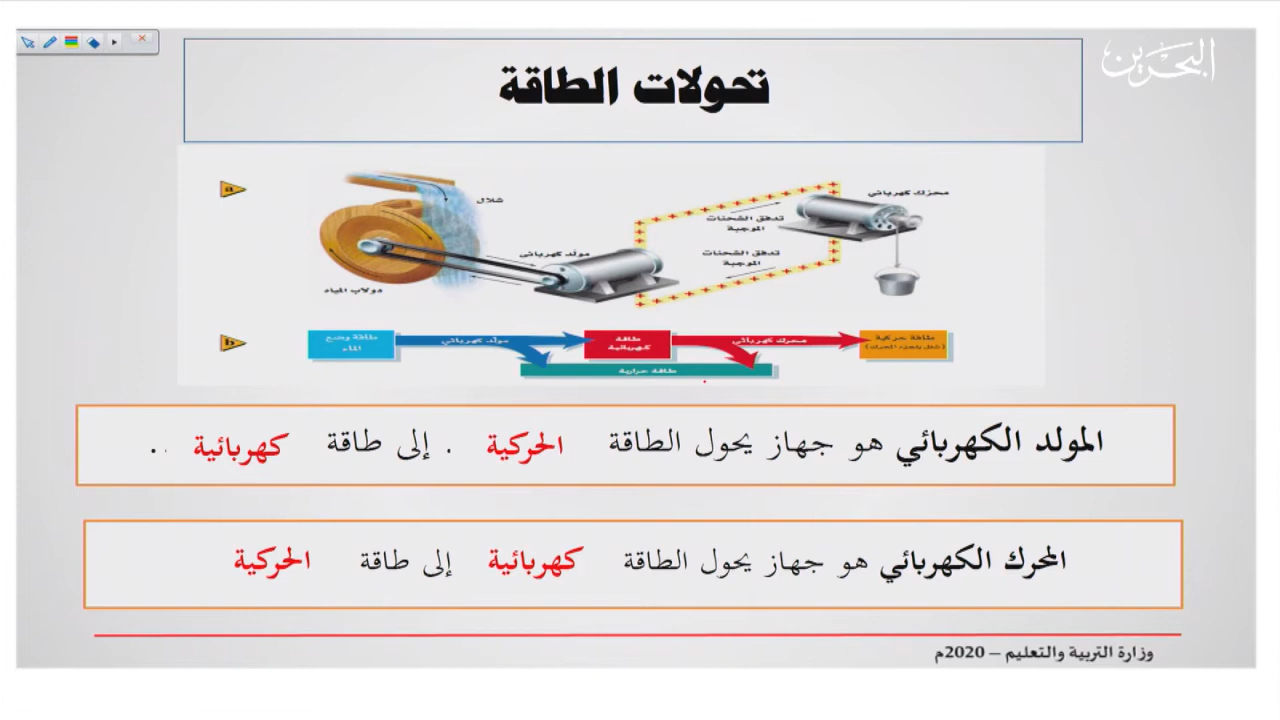 البحرين
تحولات الطاقة
a
شلال
محرك كهربائي
تدفق الشحنات
الموجبة
مولد كهربائي
تدفق الشحنات
الموجبة
دولاب المياه
b
طاقة وضع
الماء
مولد كهربائي
طاقة
كهربائية
محرك كهربائي
طاقة حركية
طاقة حرارية
المولد الكهربائي هو جهاز يحول الطاقة الحركية . إلى طاقة كهربائية ..
المحرك الكهربائي هو جهاز يحول الطاقة كهربائية إلى طاقة الحركية
وزارة التربية والتعليم – 2020م